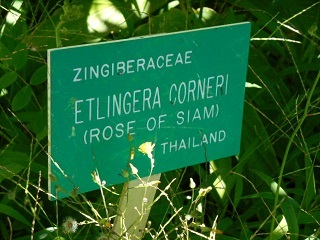 ZINGIBERACEAE
ETLINGERA CORNERI
(ROSE OF SIAM)
THAILAND